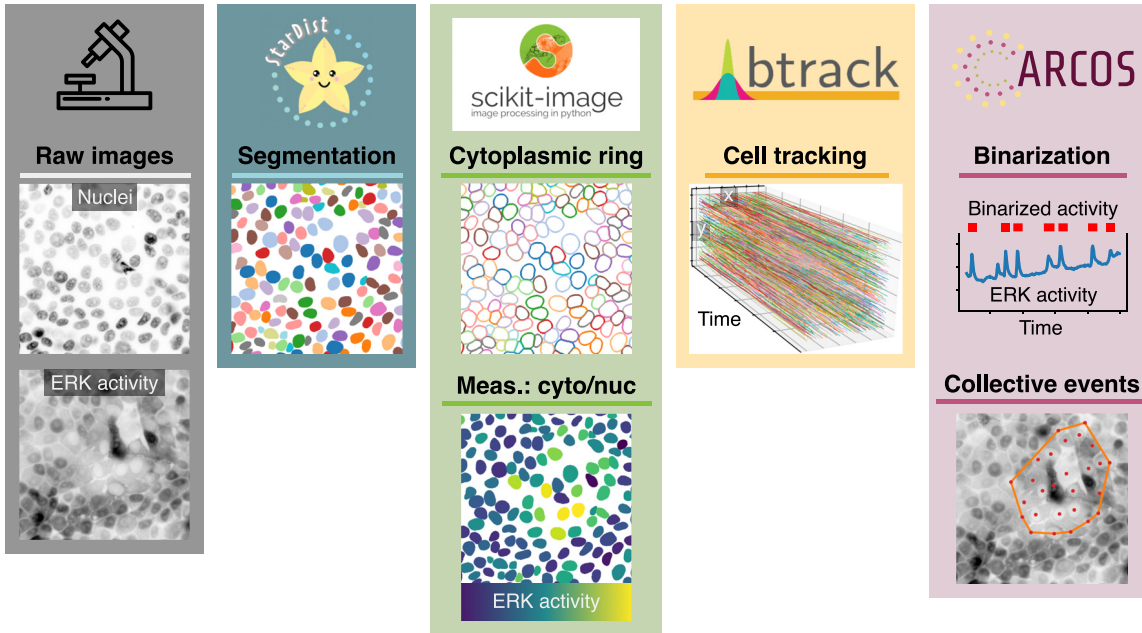 Raw images
Nuclei
ERK activity
StarDist
Segmentation
scikit-image
image processing in python
Cytoplasmic ring
Meas.: cyto/nuc
ERK activity
btrack
Cell tracking
x
y
Time
ARCOS
Binarization
Binarized activity
ERK activity
Time
Collective events